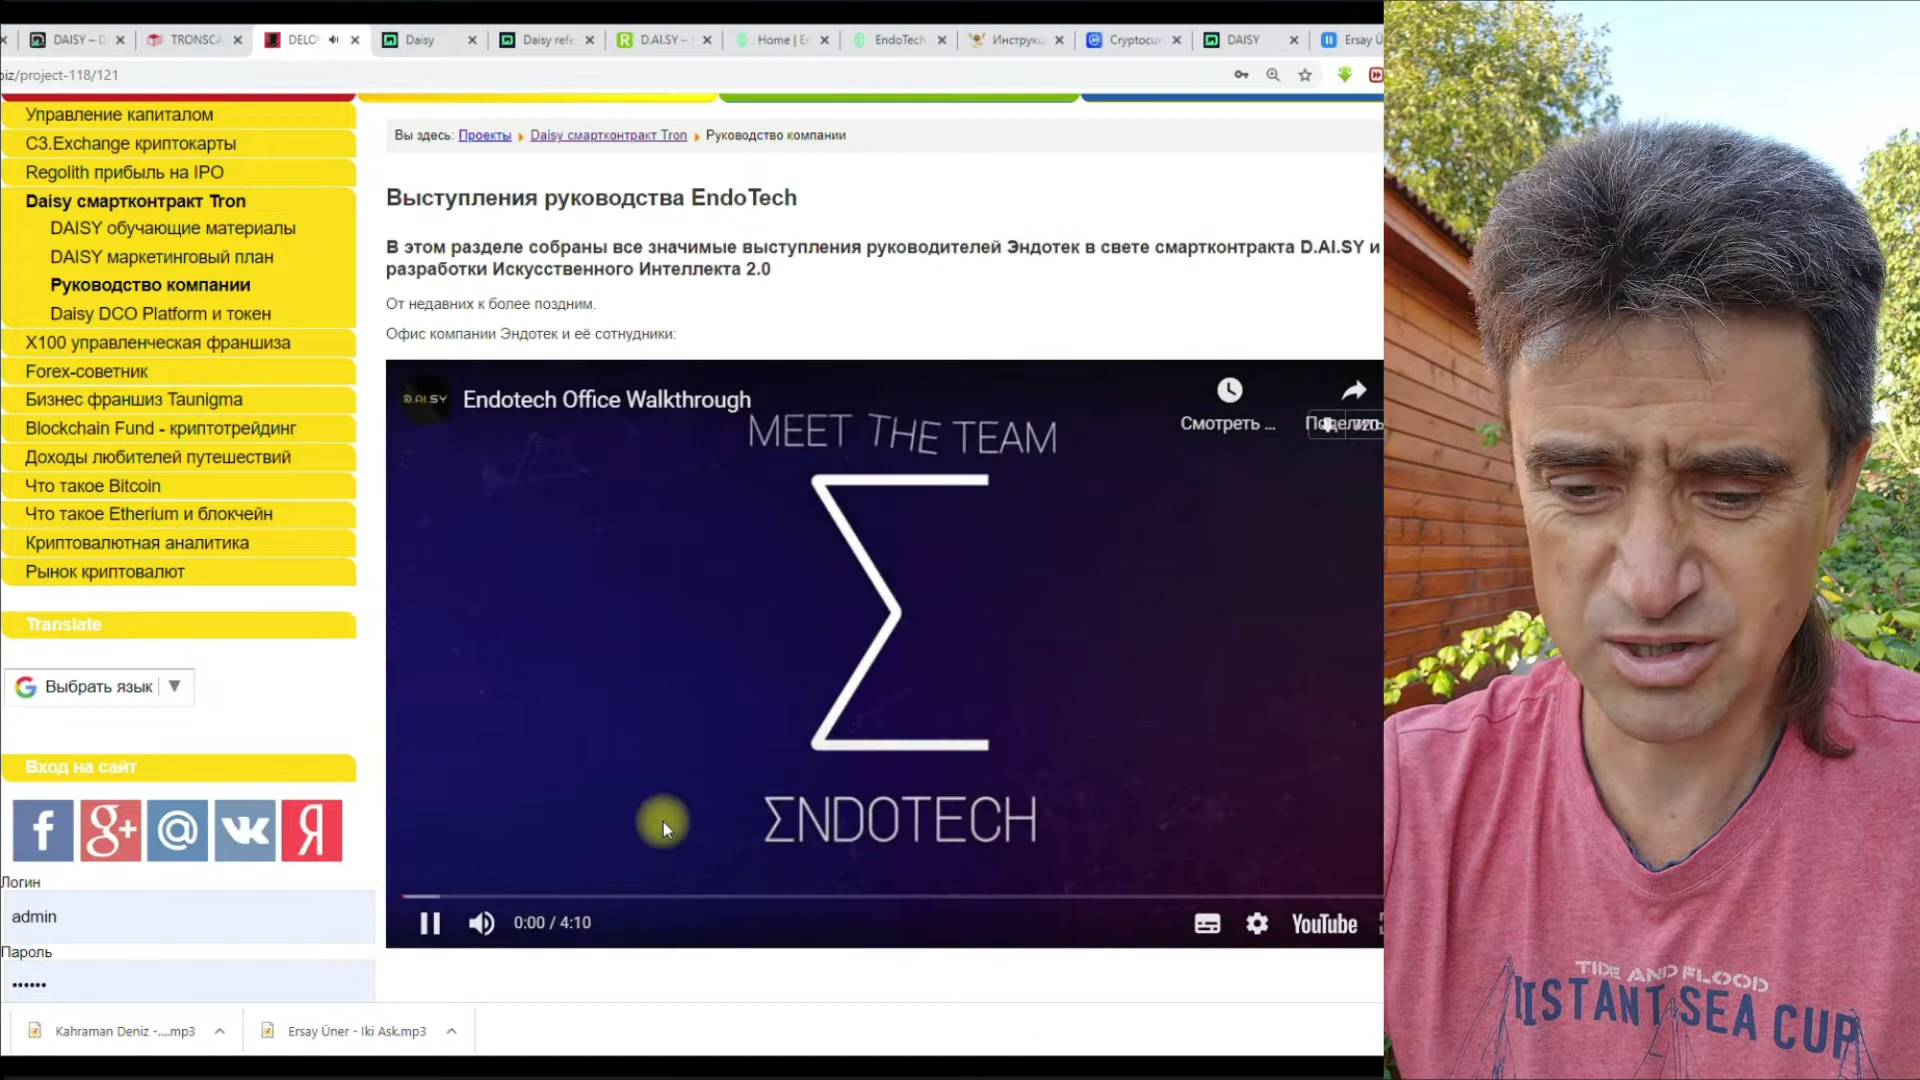 DAISY – D
TRONSCA
DELO
Daisy
Daisy refe
D.AI.SY –
Home | E
EndoTech
Инструкц
Cryptocur
DAISY
Ersay Ü
biz/project-118/121
Управление капиталом
C3.Exchange криптокарты
Regolith прибыль на IPO
Daisy смартконтракт Tron
DAISY обучающие материалы
DAISY маркетинговый план
Руководство компании
Daisy DCO Platform и токен
X100 управленческая франшиза
Forex-советник
Бизнес франшиз Taunigma
Blockchain Fund - криптотрейдинг
Доходы любителей путешествий
Что такое Bitcoin
Что такое Etherium и блокчейн
Криптовалютная аналитика
Рынок криптовалют
Translate
Выбрать язык
Вход на сайт
Логин
admin
Пароль
••••••
Вы здесь: Проекты Daisy смартконтракт Tron Руководство компании
Выступления руководства EndoTech
В этом разделе собраны все значимые выступления руководителей Эндотек в свете смартконтракта D.AI.SY и
разработки Искусственного Интеллекта 2.0
От недавних к более поздним.
Офис компании Эндотек и её сотнудники:
D.AI.SY
Endotech Office Walkthrough
Смотреть ...
Поделить
720
MEET THE TEAM
ΣNDOTECH
0:00 / 4:10
YouTube
Kahraman Deniz -....mp3
Ersay Üner - Iki Ask.mp3
TIDE AND FLOOD
DISTANT SEA CUP